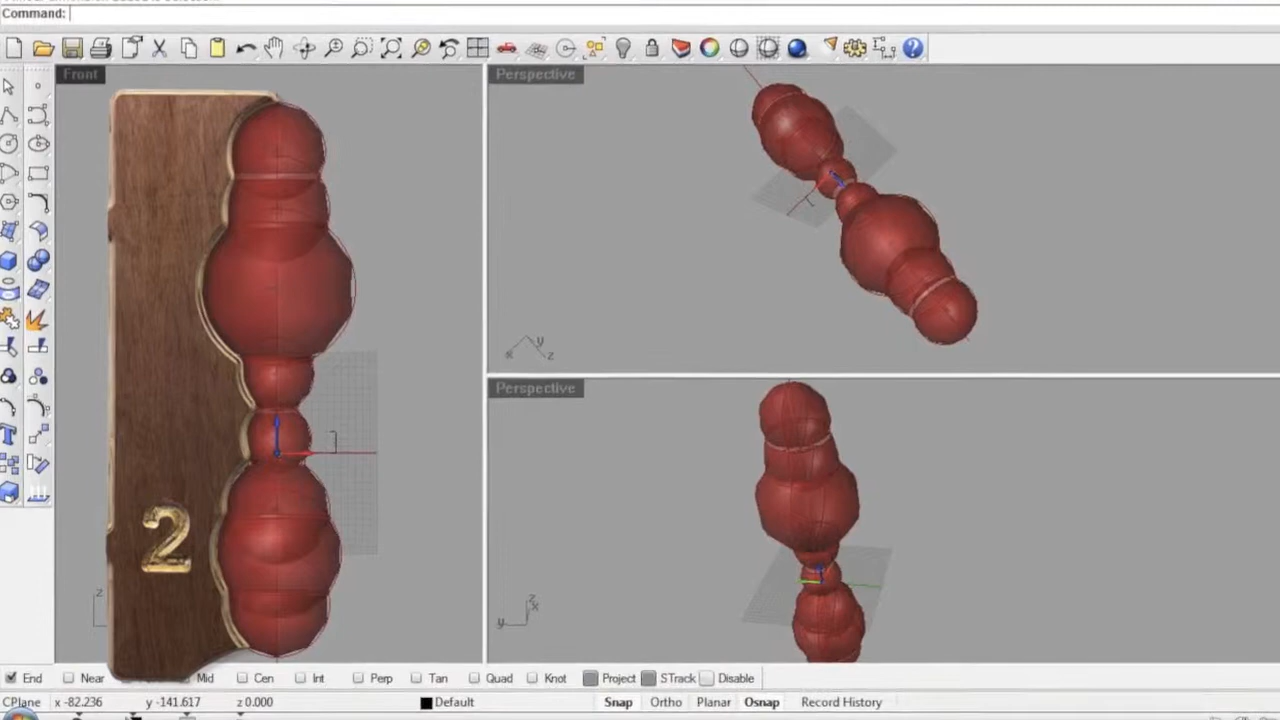 Command:
Front
Perspective
x
y
z
Perspective
z
x
y
z
2
End Near Mid Cen Int Perp Tan Quad Knot Project STrack Disable
CPlane x -82.236 y -141.617 z 0.000 Default Snap Ortho Planar Osnap Record History